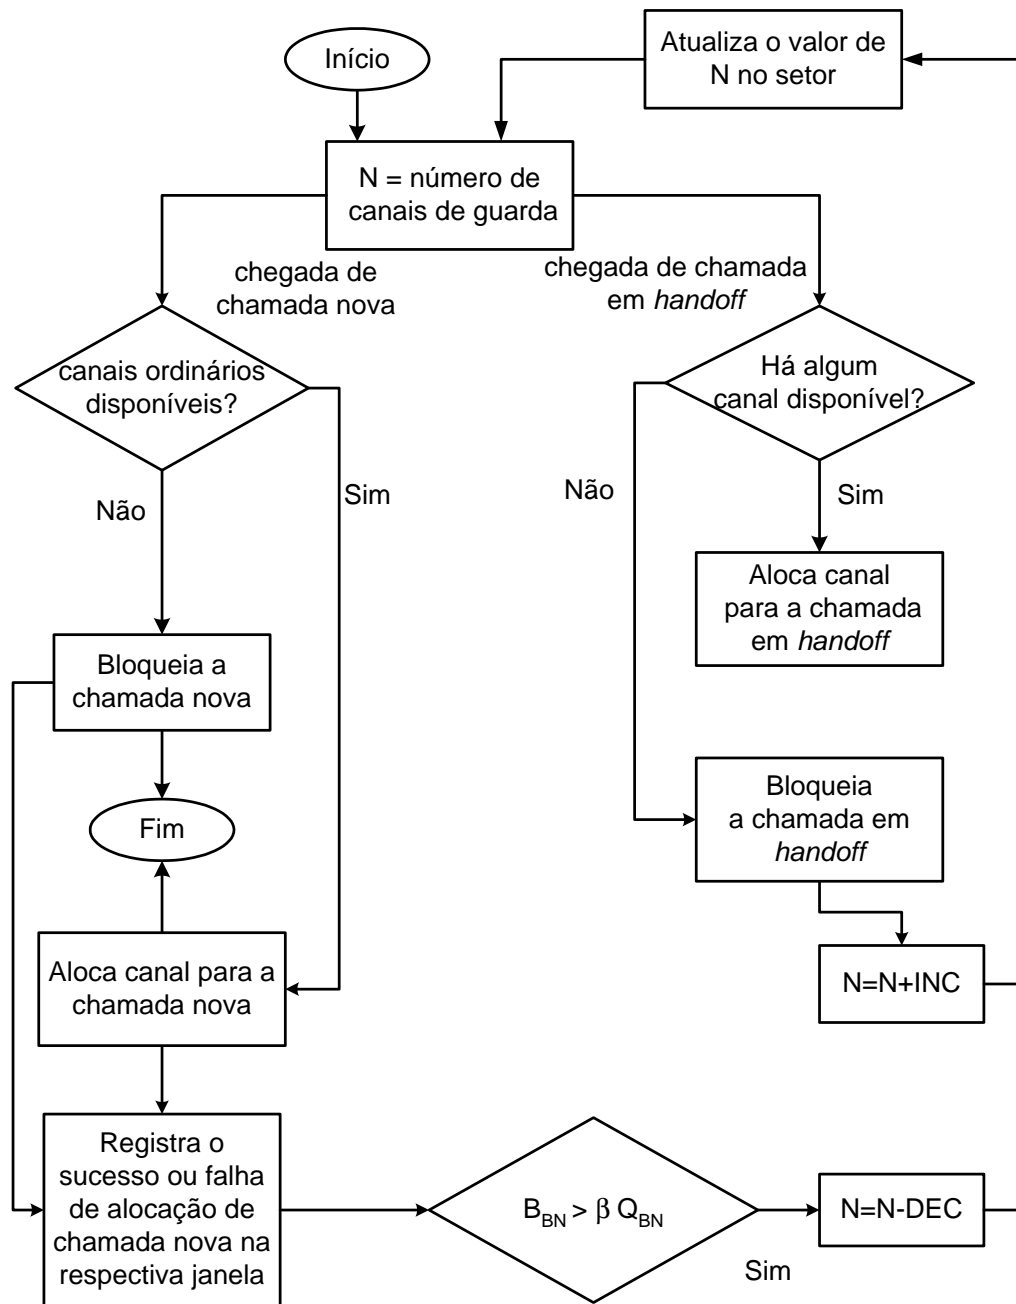 Início
Atualiza o valor de
N no setor
N = número de
canais de guarda
chegada de
chamada nova
chegada de chamada
em handoff
canais ordinários
disponíveis?
Há algum
canal disponível?
Não
Sim
Não
Sim
Aloca canal
para a chamada
em handoff
Bloqueia a
chamada nova
Bloqueia
a chamada em
handoff
Fim
Aloca canal para a
chamada nova
N=N+INC
Registra o
sucesso ou falha
de alocação de
chamada nova na
respectiva janela
B_BN > β Q_BN
Sim
N=N-DEC